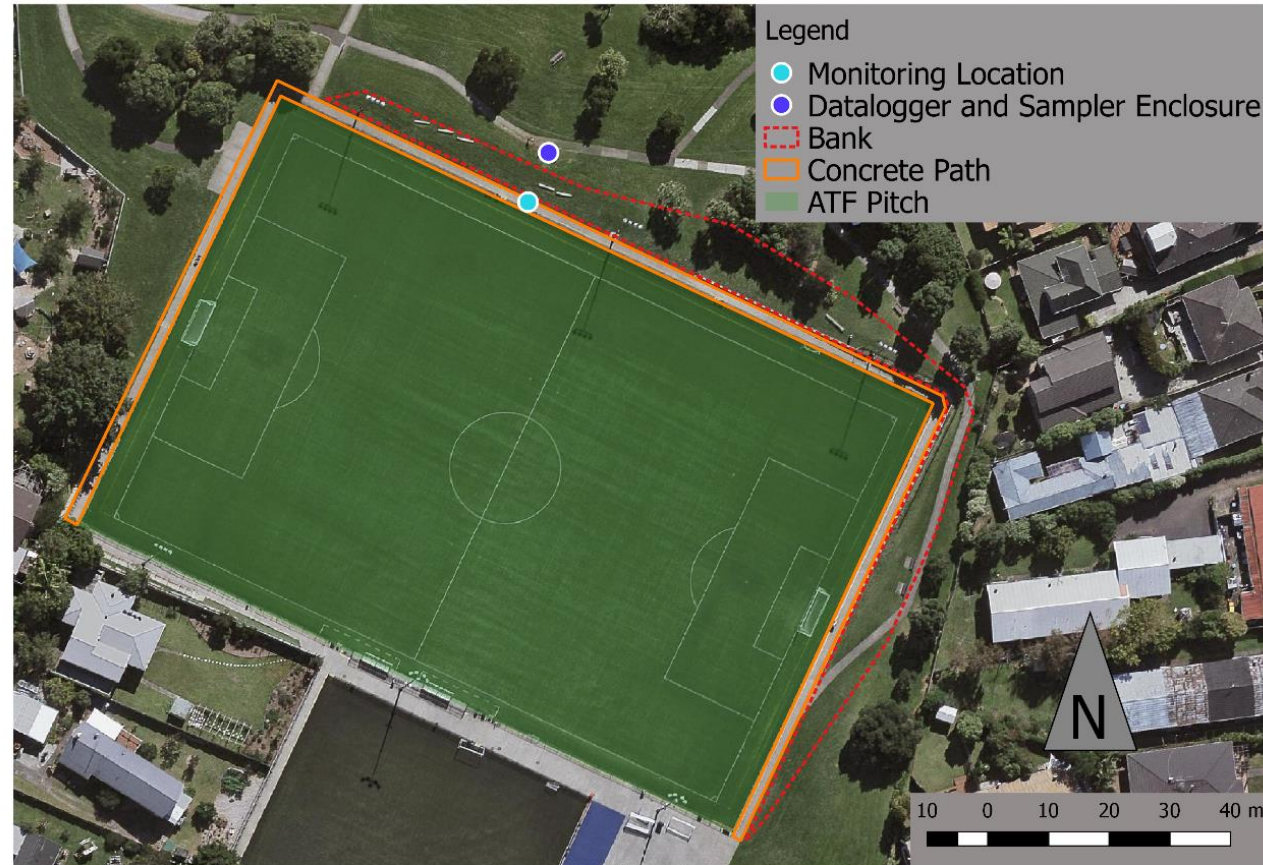 Legend
Monitoring Location
Datalogger and Sampler Enclosure
Bank
Concrete Path
ATF Pitch
N
10 0 10 20 30 40 m